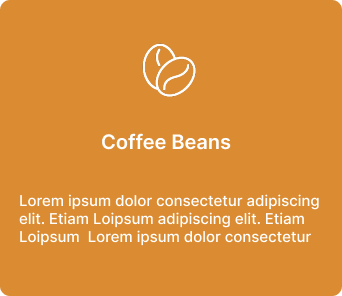 Coffee Beans
Lorem ipsum dolor consectetur adipiscing
elit. Etiam Loipsum adipiscing elit. Etiam
Loipsum  Lorem ipsum dolor consectetur